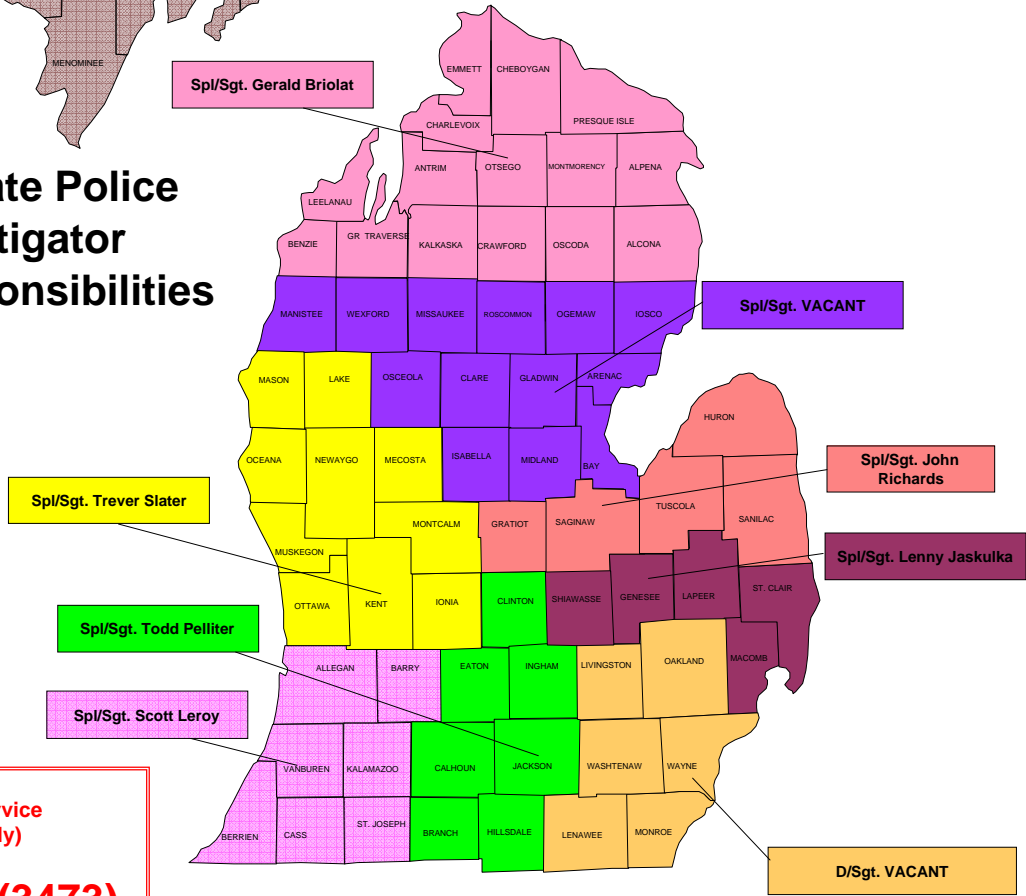 MENOMINEE
EMMETT
CHEBOYGAN
Spl/Sgt. Gerald Briolat
CHARLEVOIX
PRESQUE ISLE
ANTRIM
OTSEGO
MONTMORENCY
ALPENA
ate Police
tigator
onsibilities
LEELANAU
BENZIE
GR TRAVERSE
KALKASKA
CRAWFORD
OSCODA
ALCONA
MANISTEE
WEXFORD
MISSAUKEE
ROSCOMMON
OGEMAW
IOSCO
Spl/Sgt. VACANT
MASON
LAKE
OSCEOLA
CLARE
GLADWIN
ARENAC
HURON
OCEANA
NEWAYGO
MECOSTA
ISABELLA
MIDLAND
BAY
Spl/Sgt. John
Richards
Spl/Sgt. Trever Slater
MUSKEGON
MONTCALM
GRATIOT
SAGINAW
TUSCOLA
SANILAC
Spl/Sgt. Lenny Jaskulka
OTTAWA
KENT
IONIA
CLINTON
SHIAWASSE
GENESEE
LAPEER
ST. CLAIR
Spl/Sgt. Todd Pelliter
ALLEGAN
BARRY
EATON
INGHAM
LIVINGSTON
OAKLAND
MACOMB
Spl/Sgt. Scott Leroy
VANBUREN
KALAMAZOO
CALHOUN
JACKSON
WASHTENAW
WAYNE
BERRIEN
CASS
ST. JOSEPH
BRANCH
HILLSDALE
LENAWEE
MONROE
rvice
ly)
(3473)
D/Sgt. VACANT